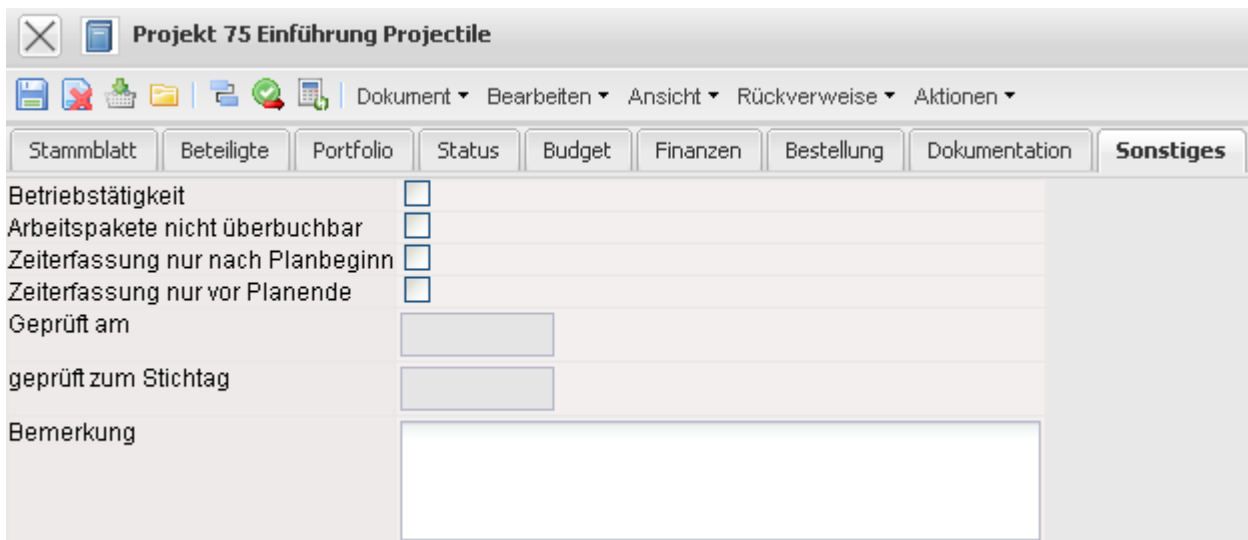 Projekt 75 Einführung Projectile
Dokument Bearbeiten Ansicht Rückverweise Aktionen
Stammblatt Beteiligte Portfolio Status Budget Finanzen Bestellung Dokumentation Sonstiges
Betriebstätigkeit
Arbeitspakete nicht überbuchbar
Zeiterfassung nur nach Planbeginn
Zeiterfassung nur vor Planende
Geprüft am
geprüft zum Stichtag
Bemerkung